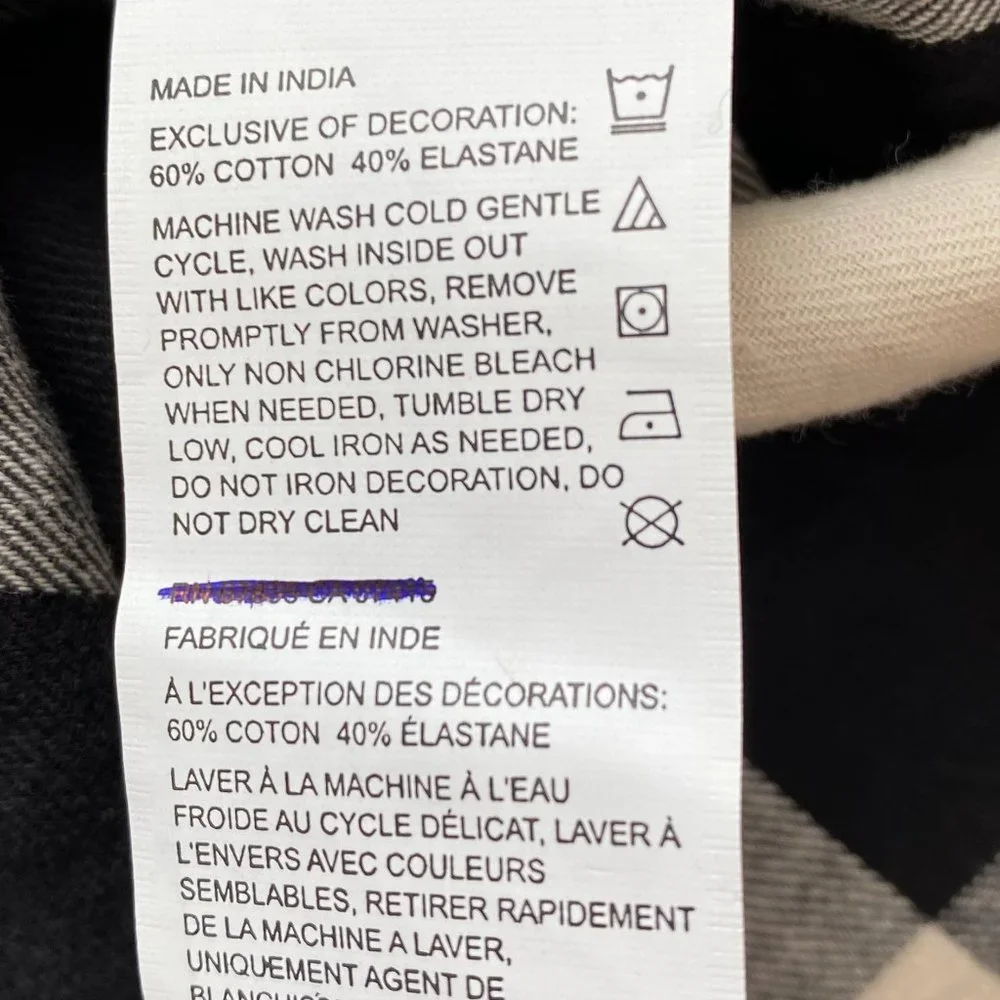 MADE IN INDIA
EXCLUSIVE OF DECORATION:
60% COTTON 40% ELASTANE
MACHINE WASH COLD GENTLE
CYCLE, WASH INSIDE OUT
WITH LIKE COLORS, REMOVE
PROMPTLY FROM WASHER,
ONLY NON CHLORINE BLEACH
WHEN NEEDED, TUMBLE DRY
LOW, COOL IRON AS NEEDED,
DO NOT IRON DECORATION, DO
NOT DRY CLEAN
FABRIQUÉ EN INDE
À L'EXCEPTION DES DÉCORATIONS:
60% COTON 40% ÉLASTANE
LAVER À LA MACHINE À L'EAU
FROIDE AU CYCLE DÉLICAT, LAVER À
L'ENVERS AVEC COULEURS
SEMBLABLES, RETIRER RAPIDEMENT
DE LA MACHINE A LAVER,
UNIQUEMENT AGENT DE